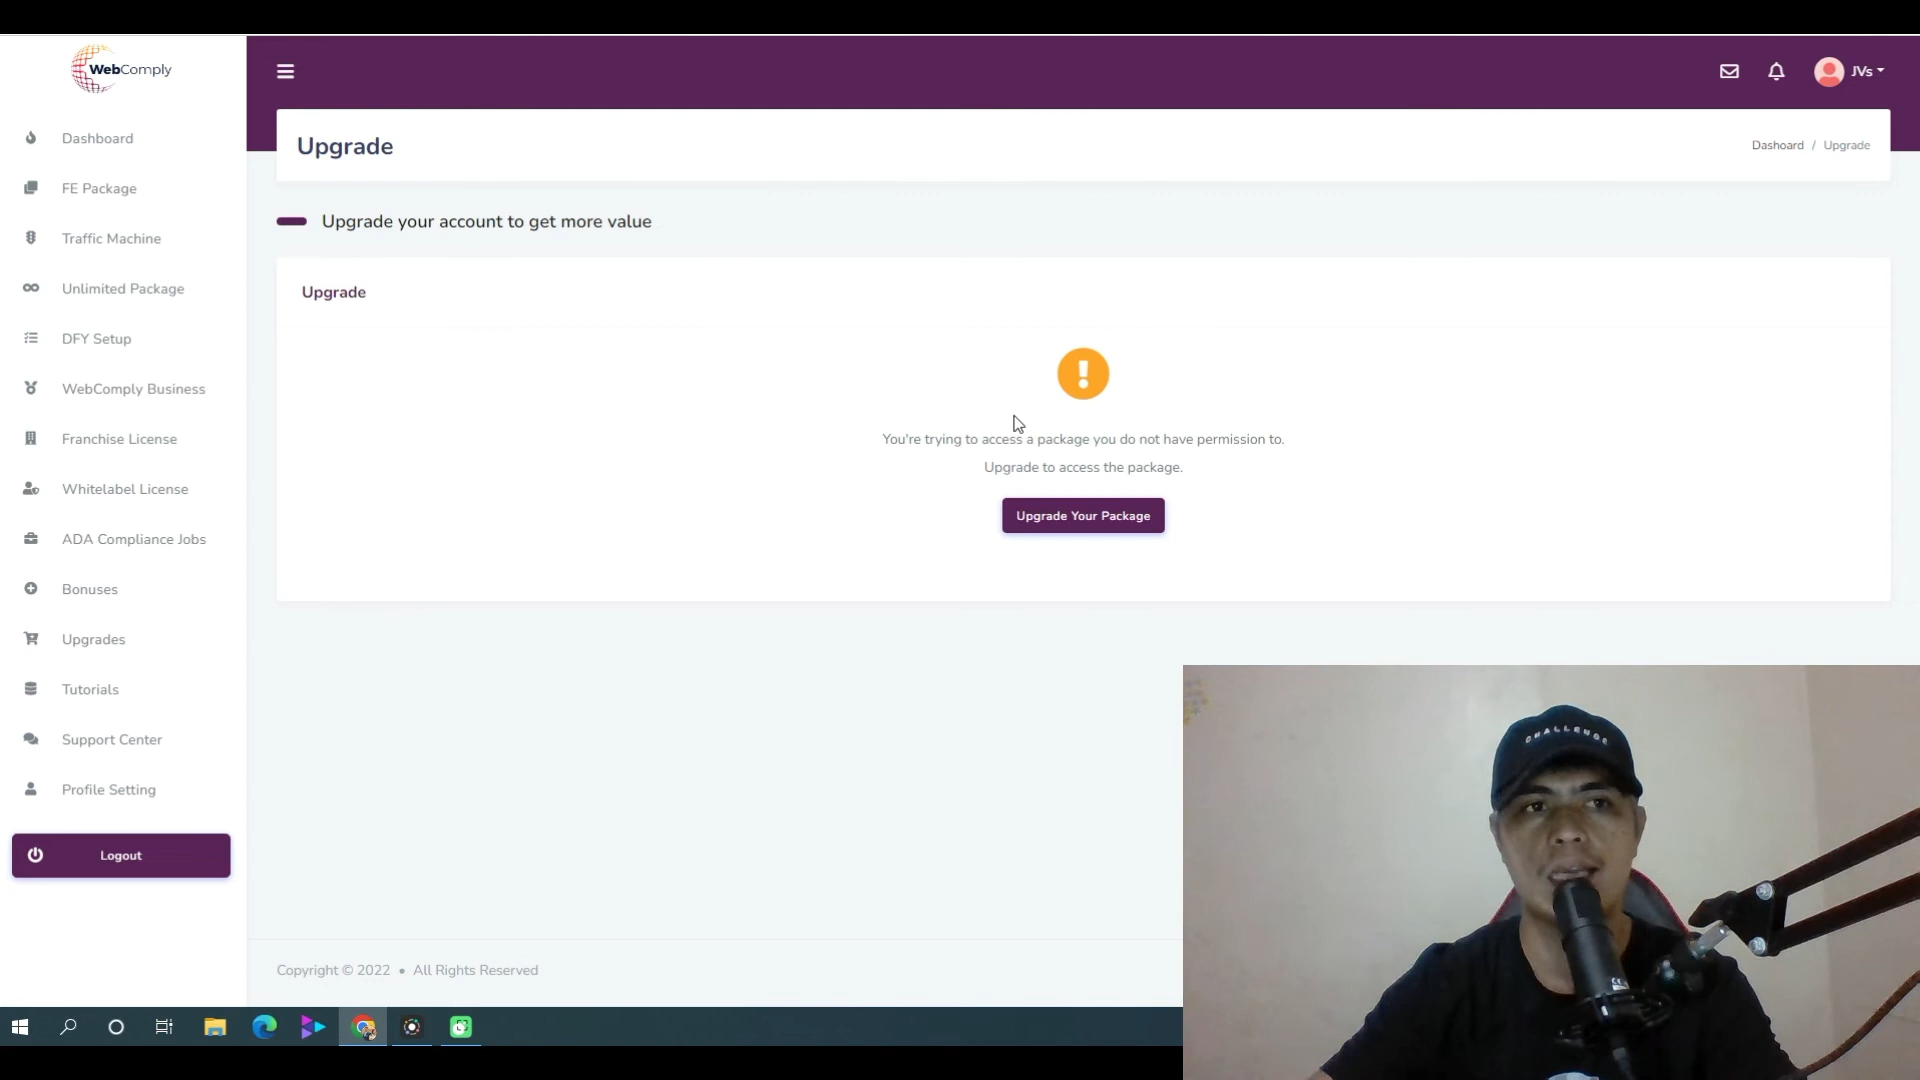 WebComply
JVs
Upgrade
Dashoard / Upgrade
Dashboard
FE Package
Traffic Machine
Unlimited Package
DFY Setup
WebComply Business
Franchise License
Whitelabel License
ADA Compliance Jobs
Bonuses
Upgrades
Tutorials
Support Center
Profile Setting
Logout
Upgrade your account to get more value
Upgrade
You're trying to access a package you do not have permission to.
Upgrade to access the package.
Upgrade Your Package
Copyright © 2022 • All Rights Reserved
CHALLENGE